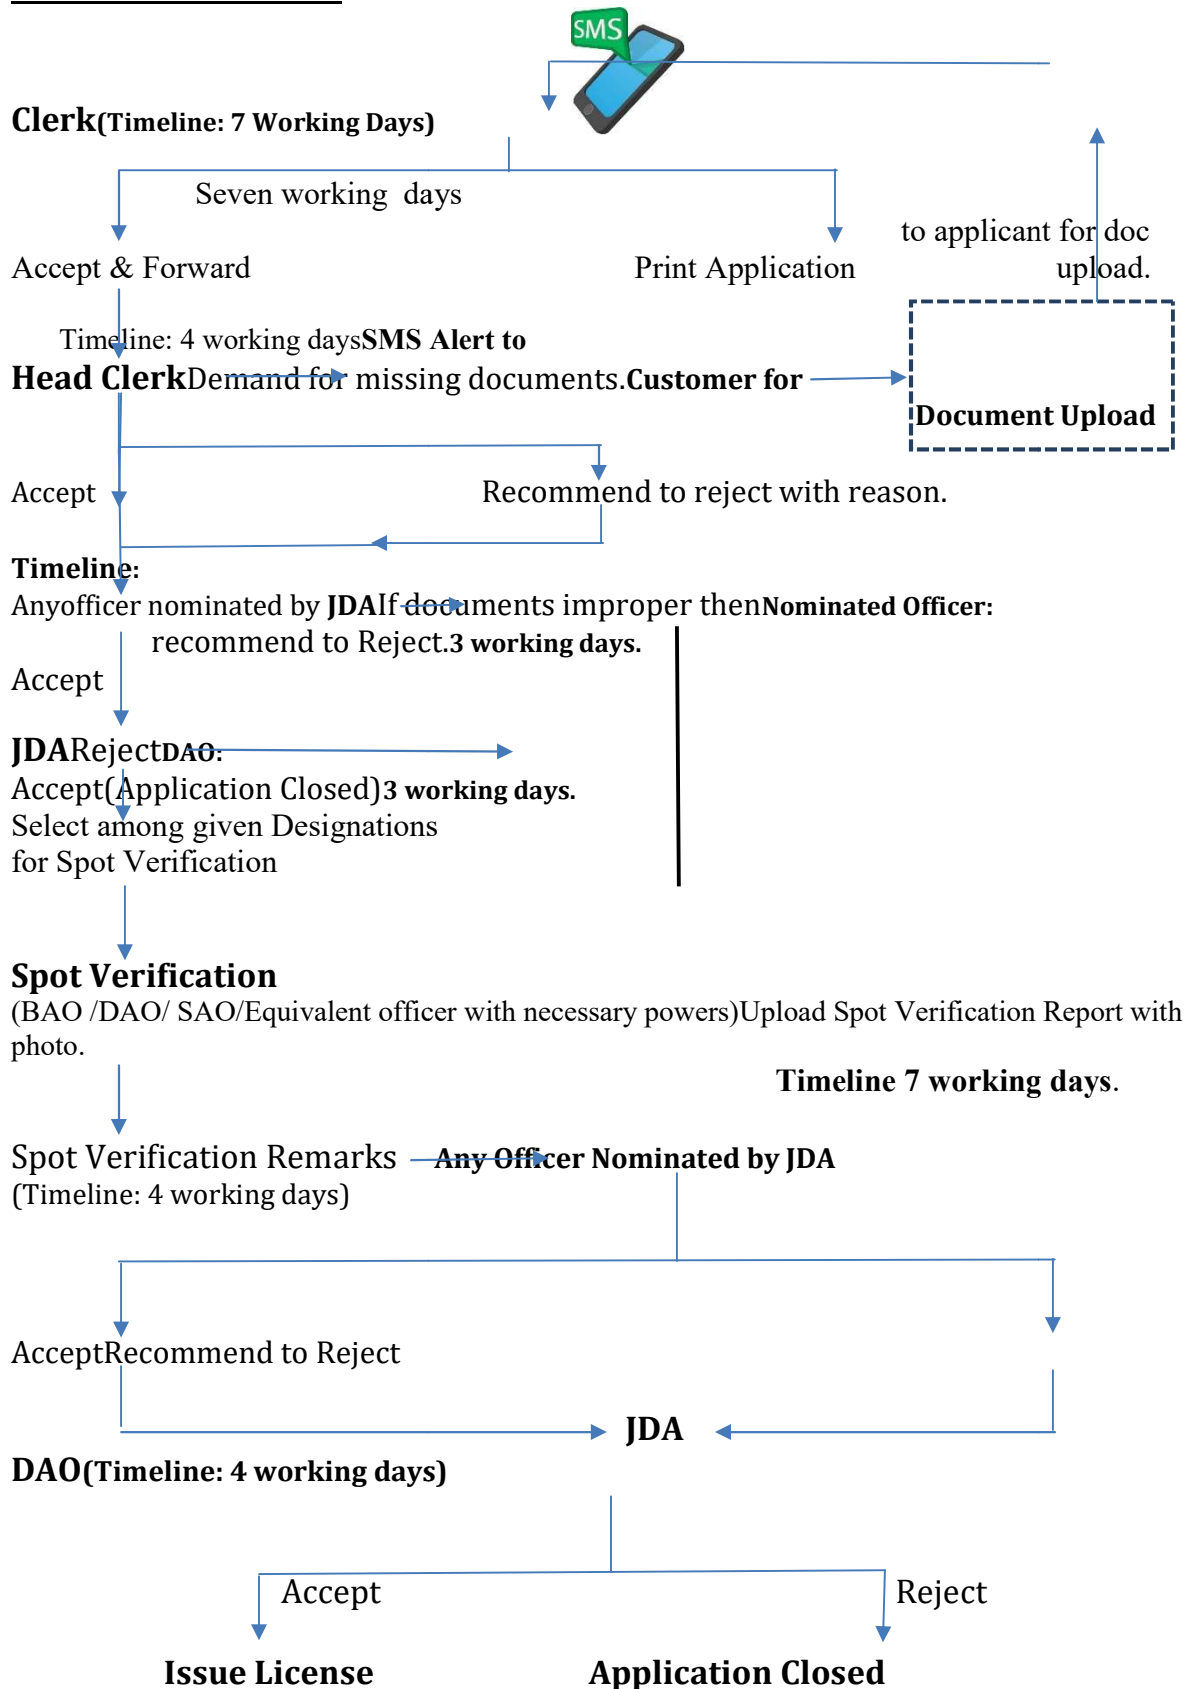 SMS
Clerk(Timeline: 7 Working Days)
Seven working days
to applicant for doc
Accept & Forward Print Application upload.
Timeline: 4 working daysSMS Alert to
Head ClerkDemand for missing documents.Customer for
Document Upload
Accept Recommend to reject with reason.
Timeline:
Anyofficer nominated by JDAIf documents improper thenNominated Officer:
recommend to Reject.3 working days.
Accept
JDARejectDAO:
Accept(Application Closed)3 working days.
Select among given Designations
for Spot Verification
Spot Verification
(BAO /DAO/ SAO/Equivalent officer with necessary powers)Upload Spot Verification Report with
photo.
Timeline 7 working days.
Spot Verification Remarks Any Officer Nominated by JDA
(Timeline: 4 working days)
AcceptRecommend to Reject
JDA
DAO(Timeline: 4 working days)
Accept Reject
Issue License Application Closed